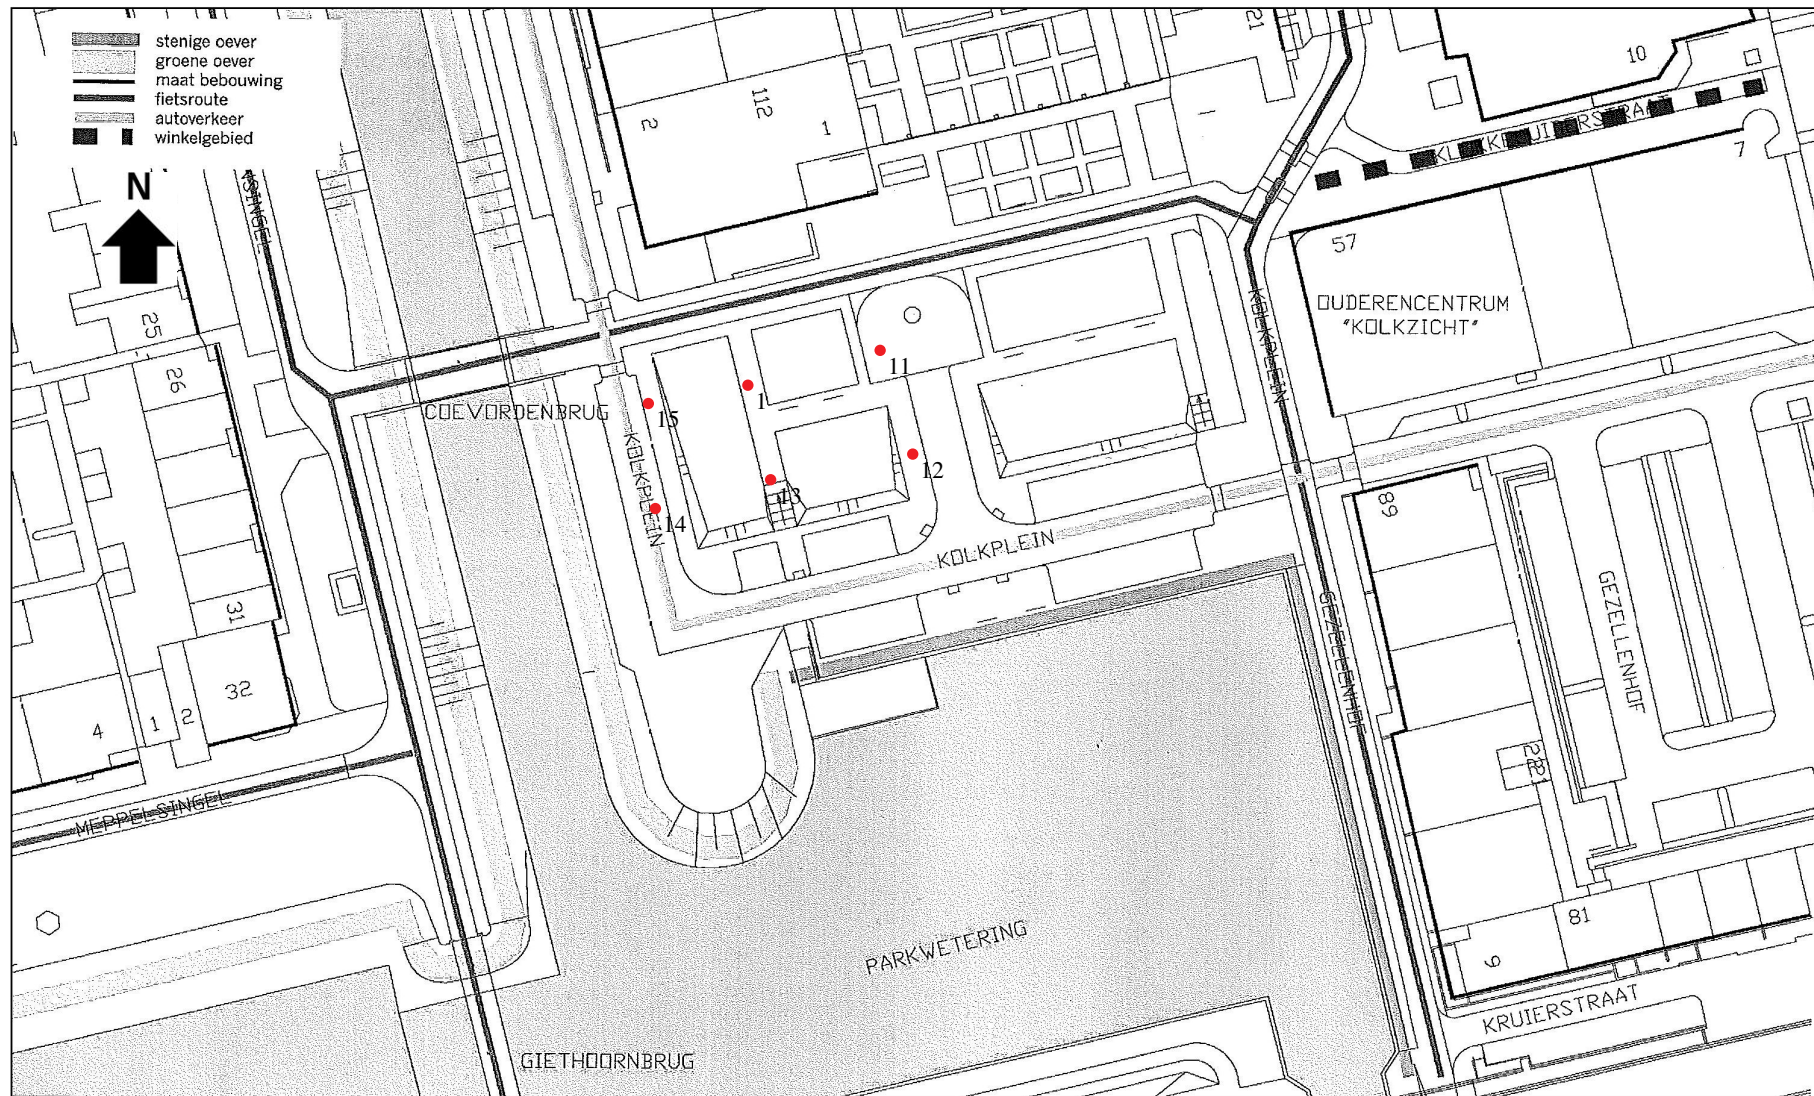 stenige oever
groene oever
maat bebouwing
fietsroute
autoverkeer
winkelgebied
N
SINGEL
21
10
2
112
1
KLOKKRUIERSTRAAT
7
57
OUDERENCENTRUM
"KOLKZICHT"
25
26
COEVORDENBRUG
KOLKPLEIN
KOLKPLEIN
11
1
15
12
13
14
KOLKPLEIN
89
GEZELLENHOF
GEZELLENHOF
31
32
4
1
2
MEPPELSINGEL
81
9
PARKWETERING
KRUIERSTRAAT
GIETHOORNBRUG